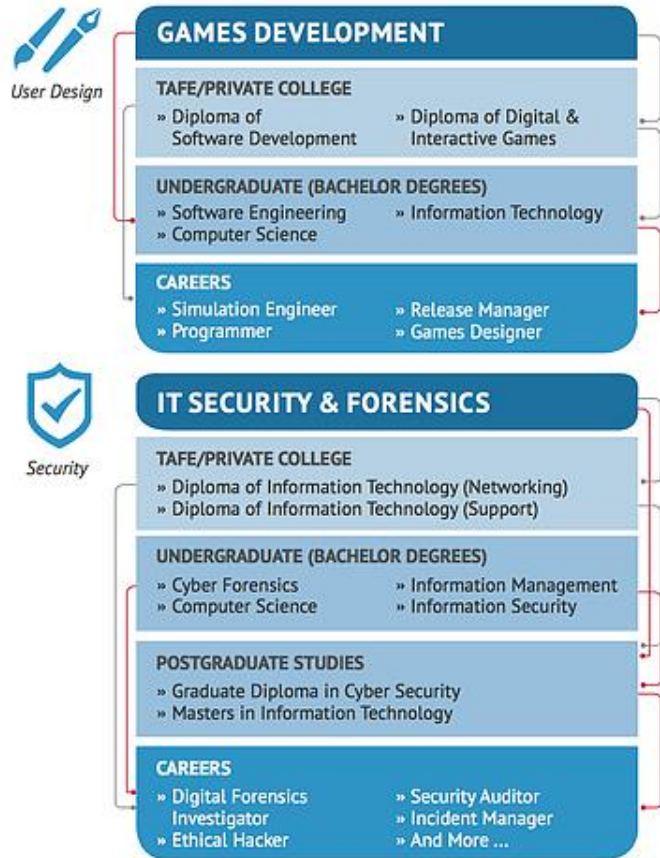 User Design
GAMES DEVELOPMENT
TAFE/PRIVATE COLLEGE
» Diploma of
Software Development
» Diploma of Digital &
Interactive Games
UNDERGRADUATE (BACHELOR DEGREES)
» Software Engineering
» Computer Science
» Information Technology
CAREERS
» Simulation Engineer
» Programmer
» Release Manager
» Games Designer
Security
IT SECURITY & FORENSICS
TAFE/PRIVATE COLLEGE
» Diploma of Information Technology (Networking)
» Diploma of Information Technology (Support)
UNDERGRADUATE (BACHELOR DEGREES)
» Cyber Forensics
» Computer Science
» Information Management
» Information Security
POSTGRADUATE STUDIES
» Graduate Diploma in Cyber Security
» Masters in Information Technology
CAREERS
» Digital Forensics
Investigator
» Ethical Hacker
» Security Auditor
» Incident Manager
» And More ...